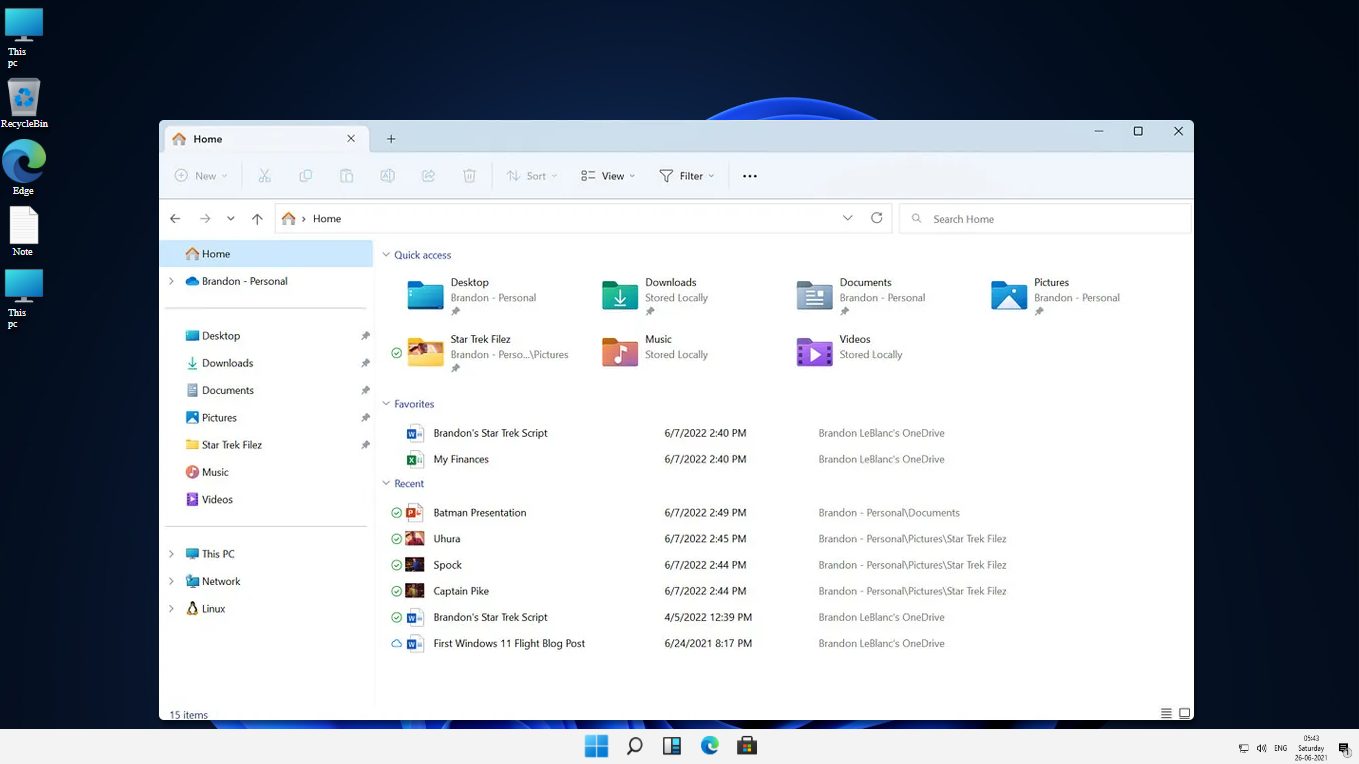 This
pc
RecycleBin
Edge
Note
This
pc
Home
New
Sort
View
Filter
Home
Search Home
Home
Brandon - Personal
Desktop
Downloads
Documents
Pictures
Star Trek Filez
Music
Videos
This PC
Network
Linux
Quick access
Desktop
Brandon - Personal
Downloads
Stored Locally
Documents
Brandon - Personal
Pictures
Brandon - Personal
Star Trek Filez
Brandon - Perso...\Pictures
Music
Stored Locally
Videos
Stored Locally
Favorites
Brandon's Star Trek Script 6/7/2022 2:40 PM Brandon LeBlanc's OneDrive
My Finances 6/7/2022 2:40 PM Brandon LeBlanc's OneDrive
Recent
Batman Presentation 6/7/2022 2:49 PM Brandon - Personal\Documents
Uhura 6/7/2022 2:45 PM Brandon - Personal\Pictures\Star Trek Filez
Spock 6/7/2022 2:44 PM Brandon - Personal\Pictures\Star Trek Filez
Captain Pike 6/7/2022 2:44 PM Brandon - Personal\Pictures\Star Trek Filez
Brandon's Star Trek Script 4/5/2022 12:39 PM Brandon LeBlanc's OneDrive
First Windows 11 Flight Blog Post 6/24/2021 8:17 PM Brandon LeBlanc's OneDrive
15 items
ENG
05:43
Saturday
26-06-2021
1